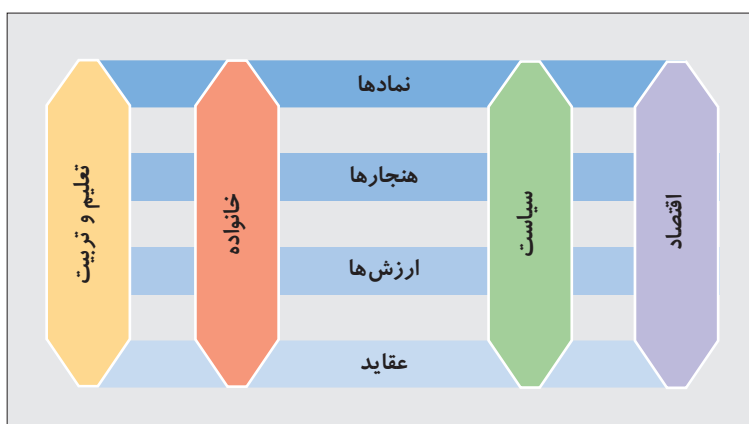 نمادها
هنجارها
ارزش‌ها
عقاید
اقتصاد
سیاست
خانواده
تعلیم و تربیت